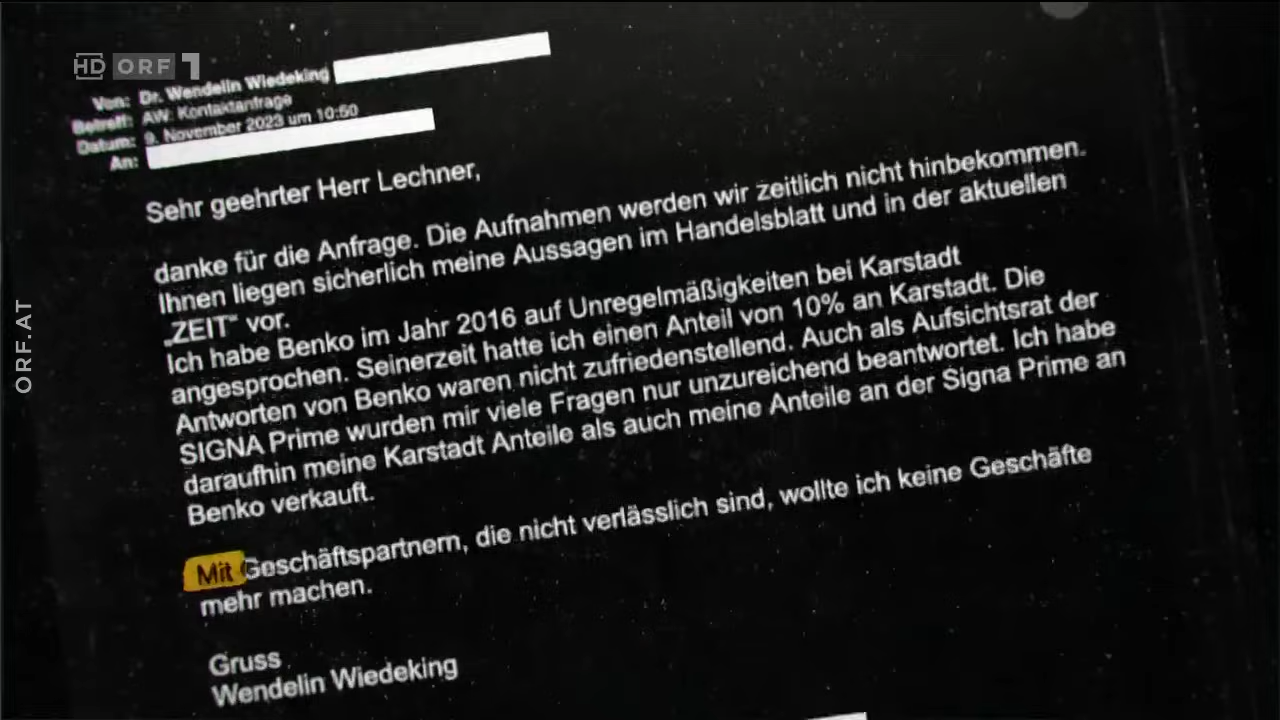 HD ORF 1
Von: Dr. Wendelin Wiedeking
Betreff: AW: Kontaktanfrage
Datum: 9. November 2023 um 10:50
An:
Sehr geehrter Herr Lechner,
danke für die Anfrage. Die Aufnahmen werden wir zeitlich nicht hinbekommen.
Ihnen liegen sicherlich meine Aussagen im Handelsblatt und in der aktuellen
„ZEIT“ vor.
Ich habe Benko im Jahr 2016 auf Unregelmäßigkeiten bei Karstadt
angesprochen. Seinerzeit hatte ich einen Anteil von 10% an Karstadt. Die
Antworten von Benko waren nicht zufriedenstellend. Auch als Aufsichtsrat der
SIGNA Prime wurden mir viele Fragen nur unzureichend beantwortet. Ich habe
daraufhin meine Karstadt Anteile als auch meine Anteile an der Signa Prime an
Benko verkauft.
Mit Geschäftspartnern, die nicht verlässlich sind, wollte ich keine Geschäfte
mehr machen.
Gruss
Wendelin Wiedeking
ORF.AT